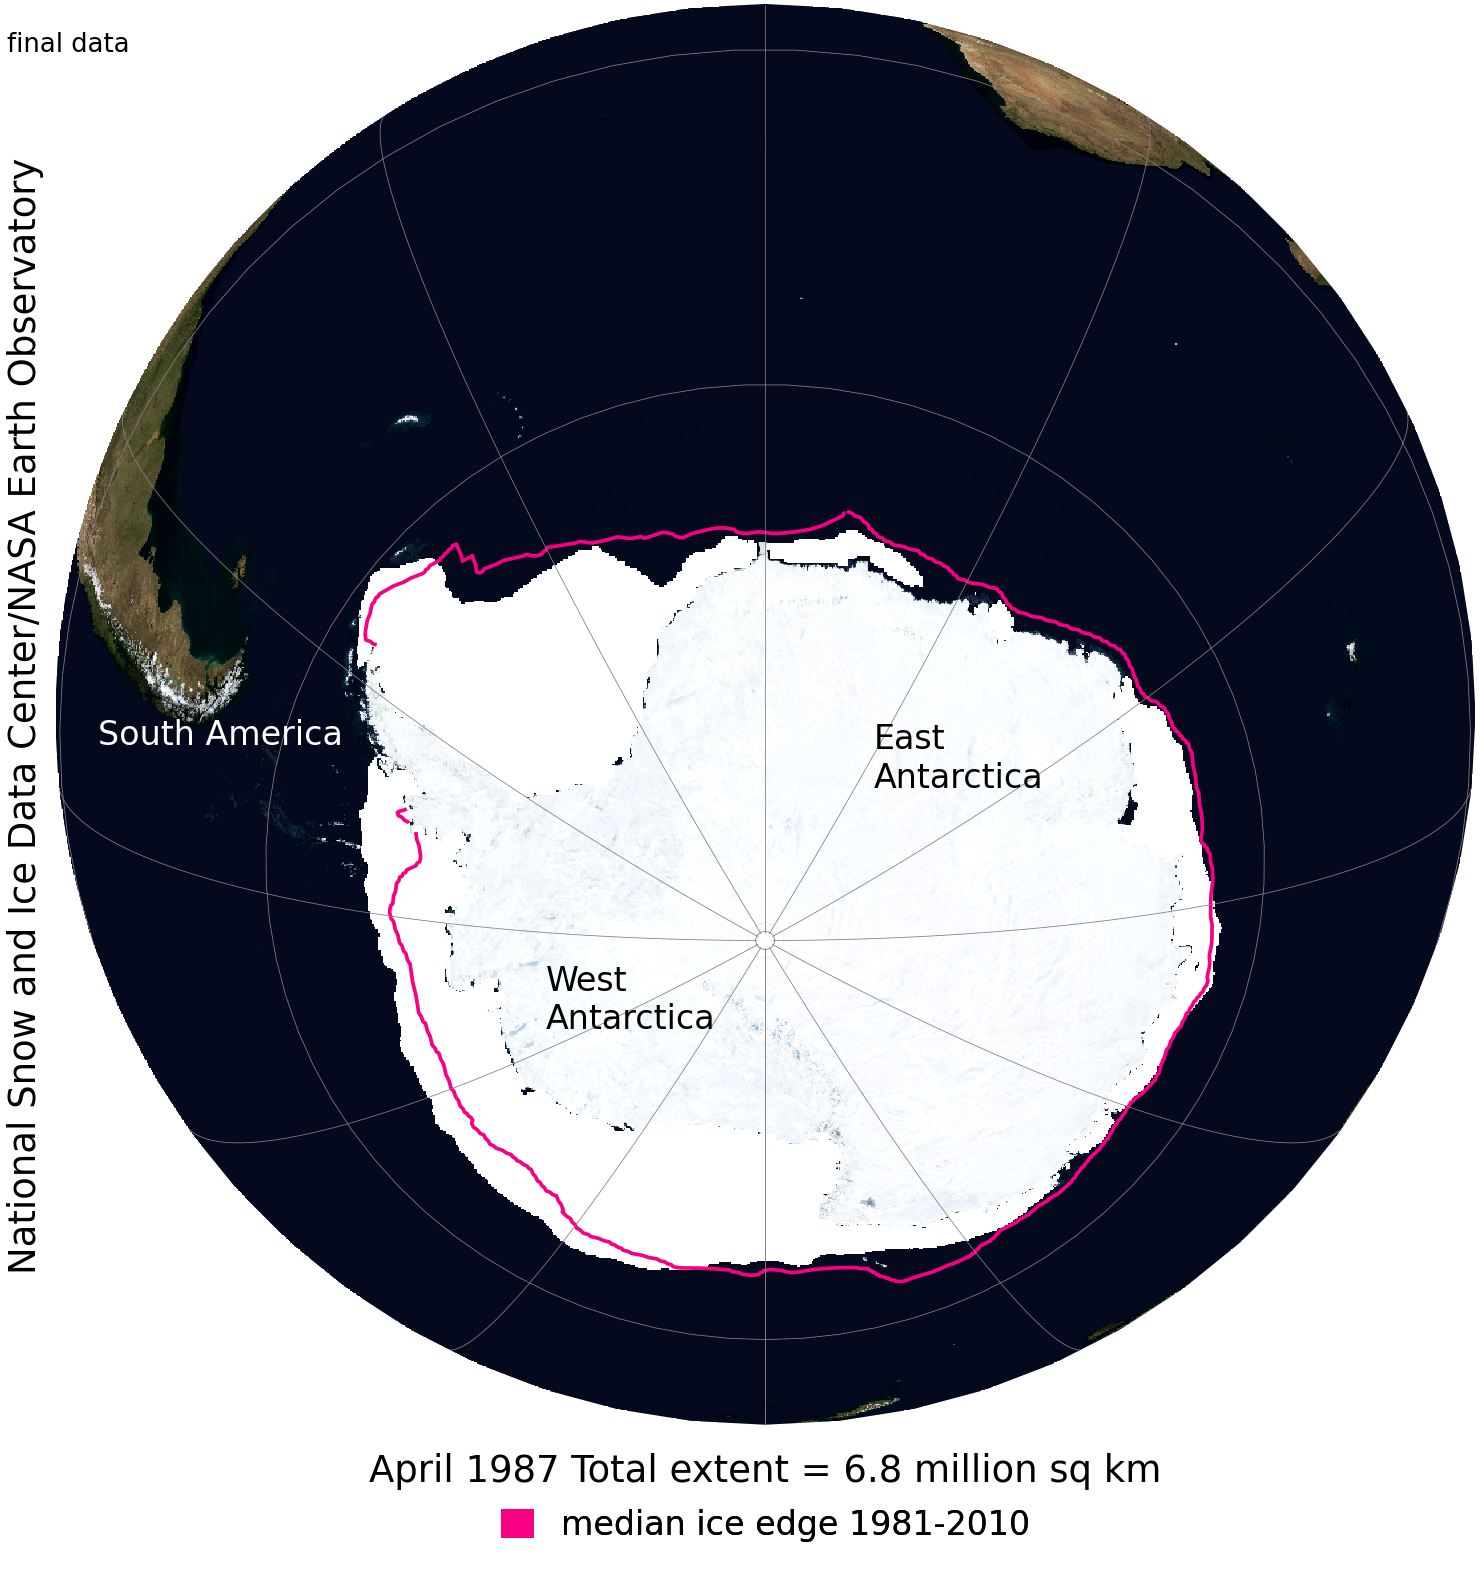 final data
National Snow and Ice Data Center/NASA Earth Observatory
South America
East
Antarctica
West
Antarctica
April 1987 Total extent = 6.8 million sq km
median ice edge 1981-2010